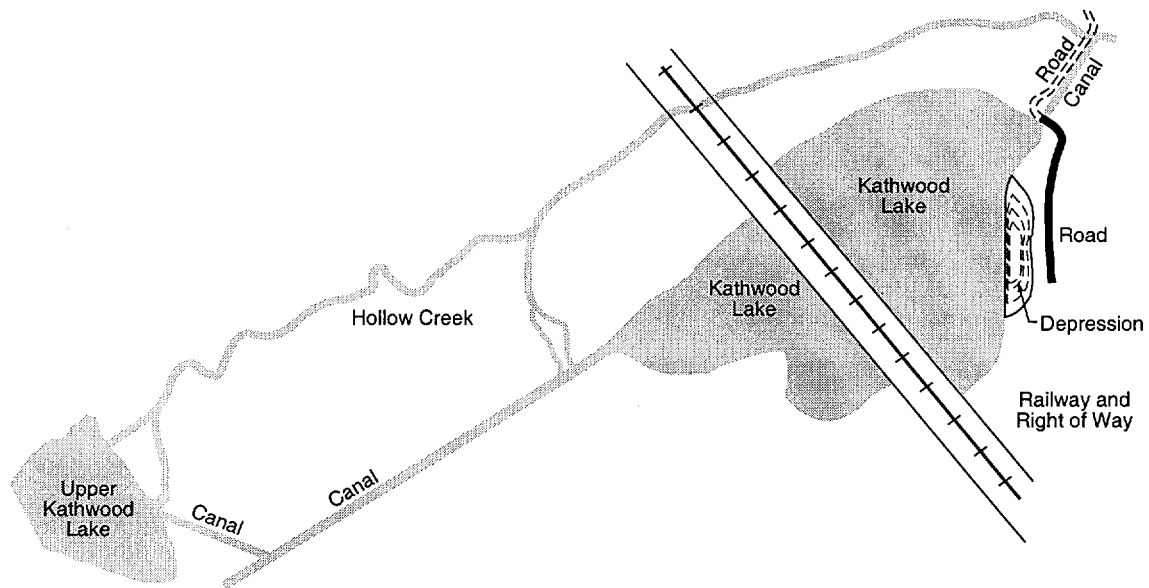 Road
Canal
Kathwood
Lake
Road
Kathwood
Lake
Hollow Creek
Depression
Railway and
Right of Way
Upper
Kathwood
Lake
Canal
Canal